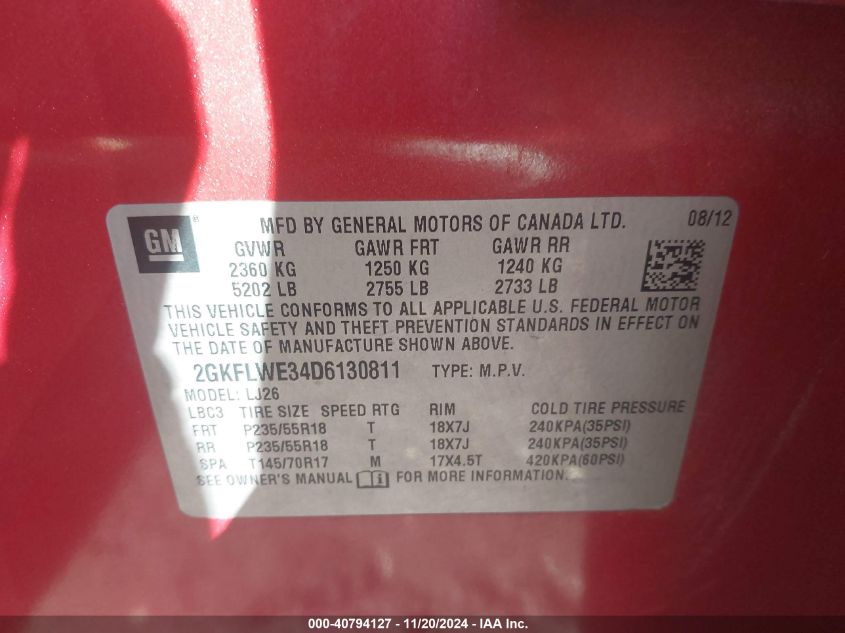 GM ® MFD BY GENERAL MOTORS OF CANADA LTD. 08/12
GVWR GAWR FRT GAWR RR
2360 KG 1250 KG 1240 KG
5202 LB 2755 LB 2733 LB
THIS VEHICLE CONFORMS TO ALL APPLICABLE U.S. FEDERAL MOTOR
VEHICLE SAFETY AND THEFT PREVENTION STANDARDS IN EFFECT ON
THE DATE OF MANUFACTURE SHOWN ABOVE.
2GKFLWE34D6130811 TYPE: M.P.V.
MODEL: LJ26
LBC3 TIRE SIZE SPEED RTG RIM COLD TIRE PRESSURE
FRT P235/55R18 T 18X7J 240KPA(35PSI)
RR P235/55R18 T 18X7J 240KPA(35PSI)
SPA T145/70R17 M 17X4.5T 420KPA(60PSI)
SEE OWNER'S MANUAL FOR MORE INFORMATION.
000-40794127 - 11/20/2024 - IAA Inc.